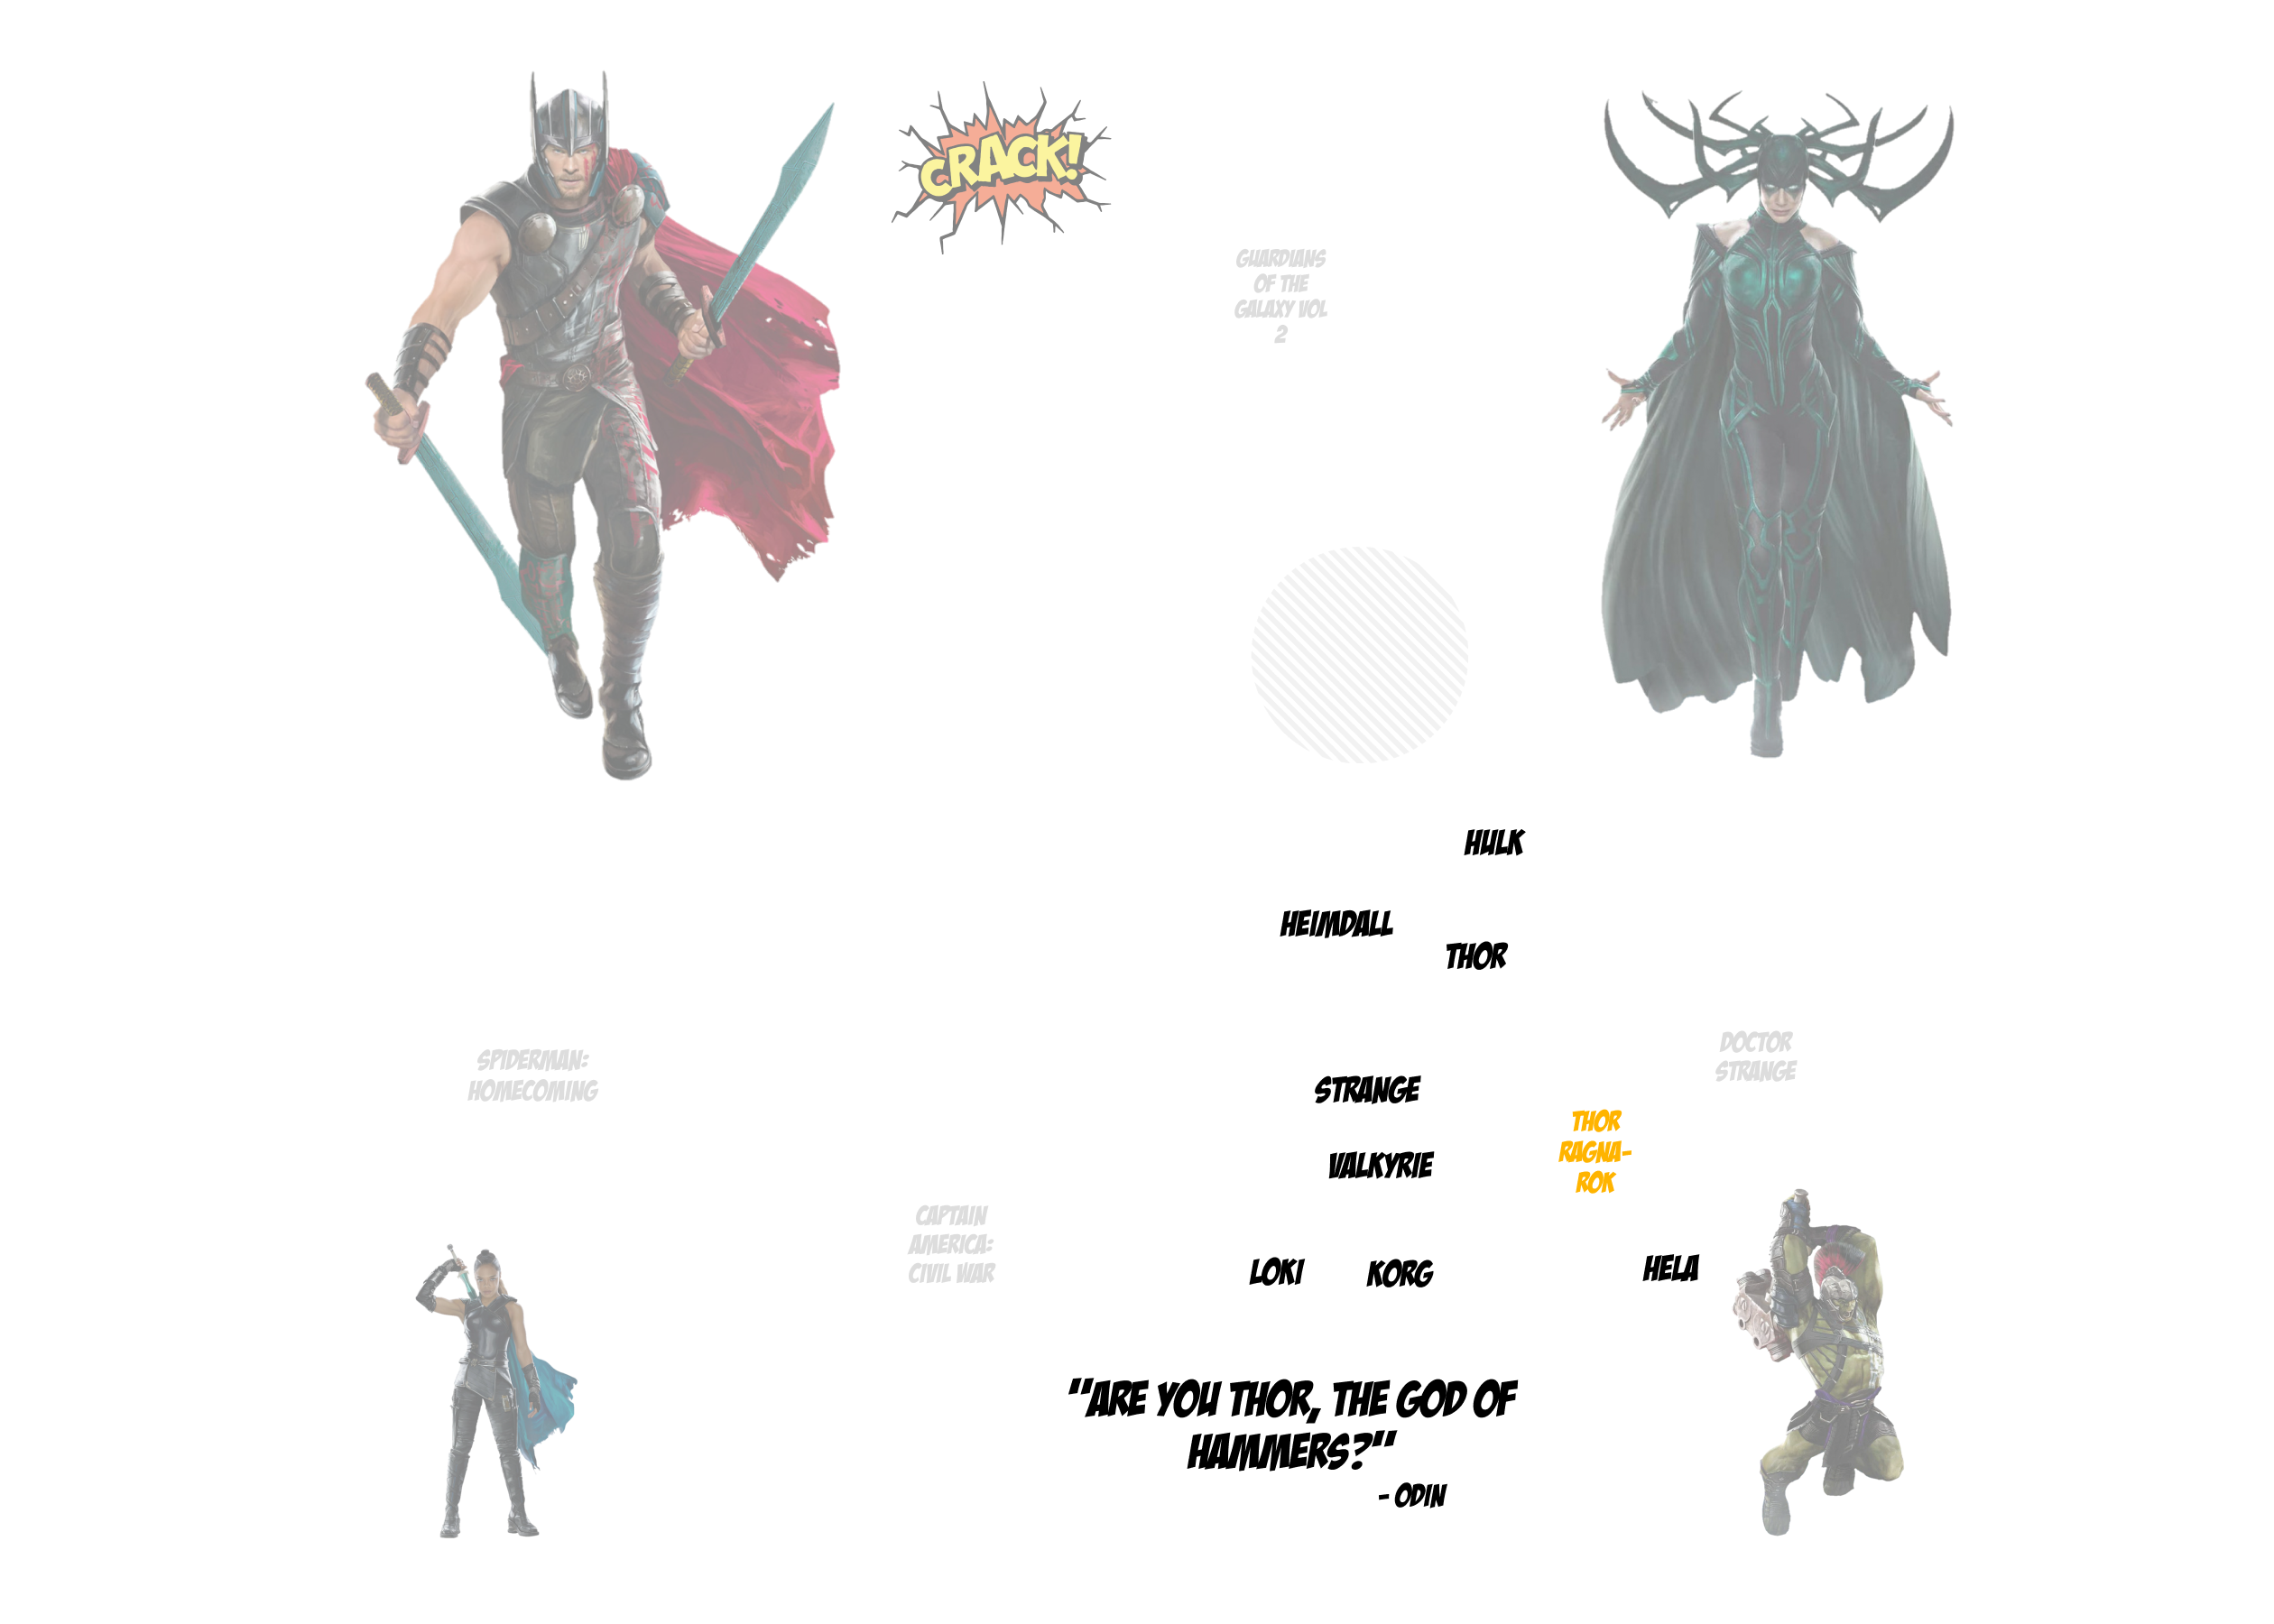 CRACK!
GUARDIANS
OF THE
GALAXY VOL
2
HULK
HEIMDALL
THOR
SPIDERMAN:
HOMECOMING
DOCTOR
STRANGE
STRANGE
THOR
RAGNA-
ROK
VALKYRIE
CAPTAIN
AMERICA:
CIVIL WAR
LOKI
KORG
HELA
"ARE YOU THOR, THE GOD OF
HAMMERS?"
- ODIN